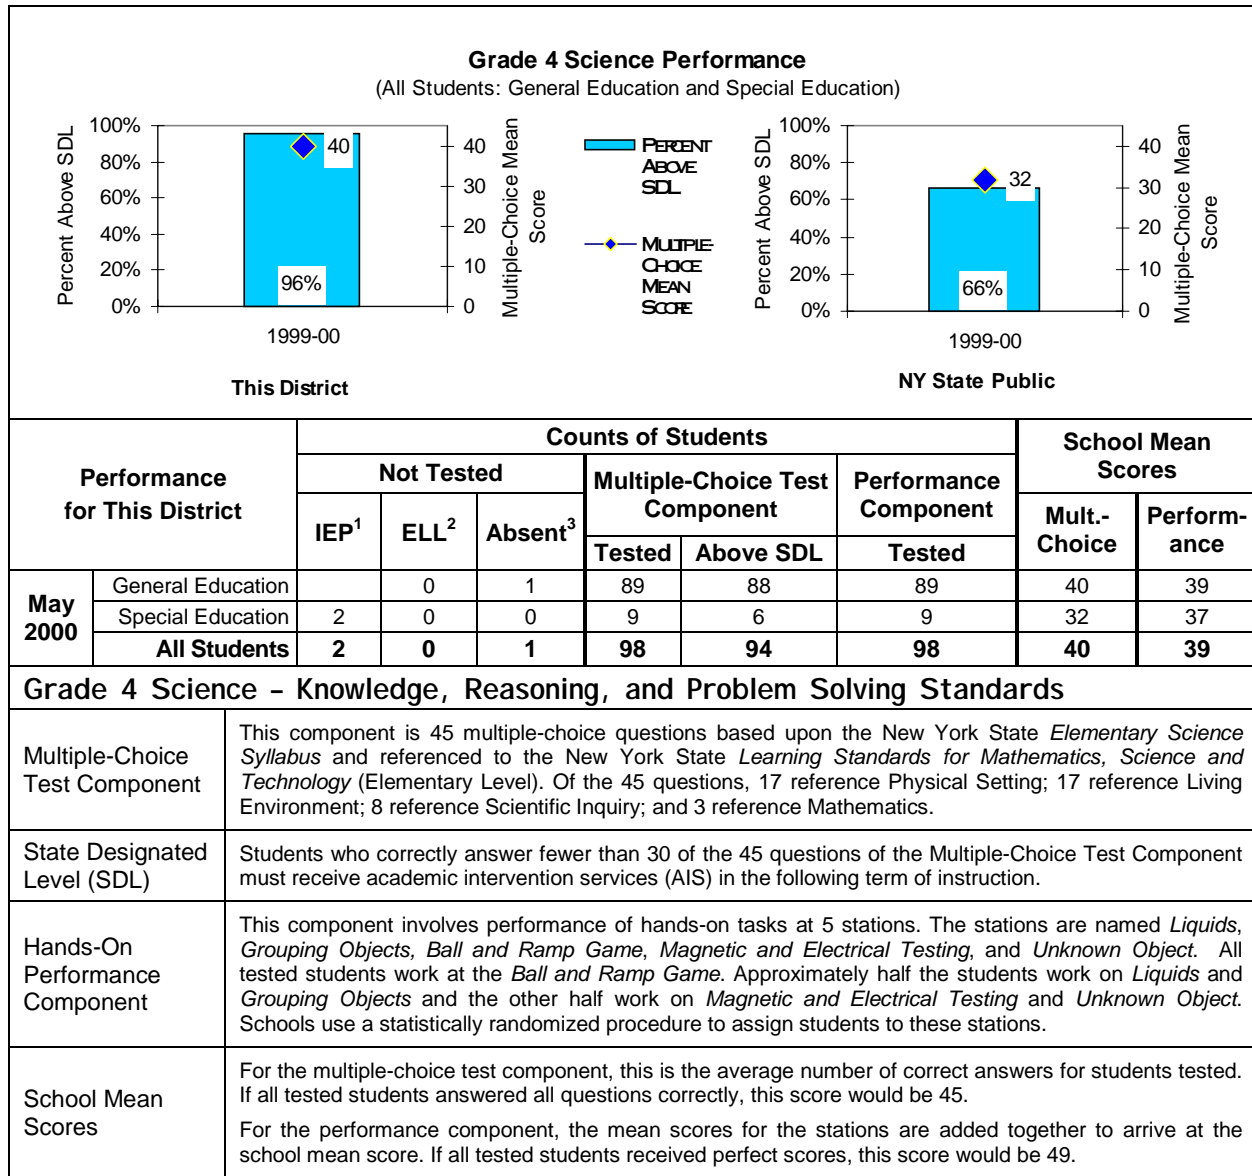 Grade 4 Science Performance
(All Students: General Education and Special Education)
Percent Above SDL
100%
80%
60%
40%
20%
0%
40
96%
40
30
20
10
0
Multiple-Choice Mean
Score
1999-00
This District
PERCENT
ABOVE
SDL
MULTIPLE-
CHOICE
MEAN
SCORE
Percent Above SDL
100%
80%
60%
40%
20%
0%
32
66%
40
30
20
10
0
Multiple-Choice Mean
Score
1999-00
NY State Public
Performance
for This District
Counts of Students
School Mean
Scores
Not Tested
Multiple-Choice Test
Component
Performance
Component
IEP1 ELL2 Absent3
Mult.-
Choice
Perform-
ance
Tested Above SDL Tested
May
2000
General Education 0 1 89 88 89 40 39
Special Education 2 0 0 9 6 9 32 37
All Students 2 0 1 98 94 98 40 39
Grade 4 Science – Knowledge, Reasoning, and Problem Solving Standards
Multiple-Choice
Test Component
This component is 45 multiple-choice questions based upon the New York State Elementary Science
Syllabus and referenced to the New York State Learning Standards for Mathematics, Science and
Technology (Elementary Level). Of the 45 questions, 17 reference Physical Setting; 17 reference Living
Environment; 8 reference Scientific Inquiry; and 3 reference Mathematics.
State Designated
Level (SDL)
Students who correctly answer fewer than 30 of the 45 questions of the Multiple-Choice Test Component
must receive academic intervention services (AIS) in the following term of instruction.
Hands-On
Performance
Component
This component involves performance of hands-on tasks at 5 stations. The stations are named Liquids,
Grouping Objects, Ball and Ramp Game, Magnetic and Electrical Testing, and Unknown Object. All
tested students work at the Ball and Ramp Game. Approximately half the students work on Liquids and
Grouping Objects and the other half work on Magnetic and Electrical Testing and Unknown Object.
Schools use a statistically randomized procedure to assign students to these stations.
School Mean
Scores
For the multiple-choice test component, this is the average number of correct answers for students tested.
If all tested students answered all questions correctly, this score would be 45.
For the performance component, the mean scores for the stations are added together to arrive at the
school mean score. If all tested students received perfect scores, this score would be 49.